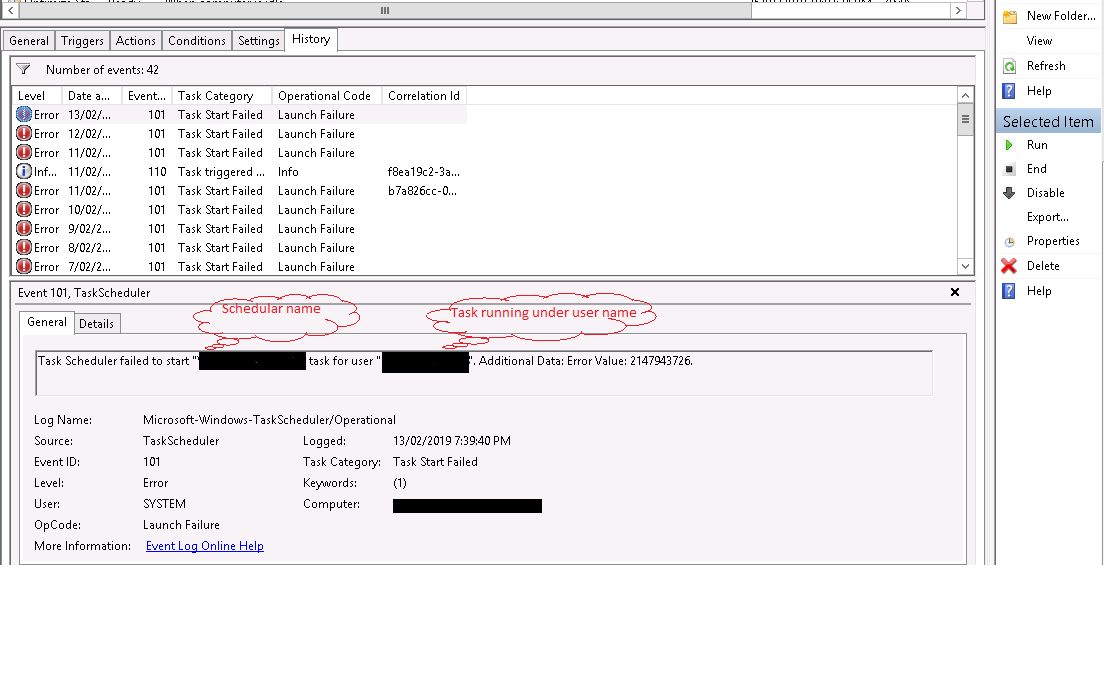 General Triggers Actions Conditions Settings History
Number of events: 42
Level Date a... Event... Task Category Operational Code Correlation Id
Error 13/02/... 101 Task Start Failed Launch Failure
Error 12/02/... 101 Task Start Failed Launch Failure
Error 11/02/... 101 Task Start Failed Launch Failure
Inf... 11/02/... 110 Task triggered ... Info f8ea19c2-3a...
Error 11/02/... 101 Task Start Failed Launch Failure b7a826cc-0...
Error 10/02/... 101 Task Start Failed Launch Failure
Error 9/02/2... 101 Task Start Failed Launch Failure
Error 8/02/2... 101 Task Start Failed Launch Failure
Error 7/02/2... 101 Task Start Failed Launch Failure
Event 101, TaskScheduler
Schedular name
Task running under user name
General Details
Task Scheduler failed to start " task for user ". Additional Data: Error Value: 2147943726.
Log Name: Microsoft-Windows-TaskScheduler/Operational
Source: TaskScheduler Logged: 13/02/2019 7:39:40 PM
Event ID: 101 Task Category: Task Start Failed
Level: Error Keywords: (1)
User: SYSTEM Computer:
OpCode: Launch Failure
More Information: Event Log Online Help
New Folder...
View
Refresh
Help
Selected Item
Run
End
Disable
Export...
Properties
Delete
Help